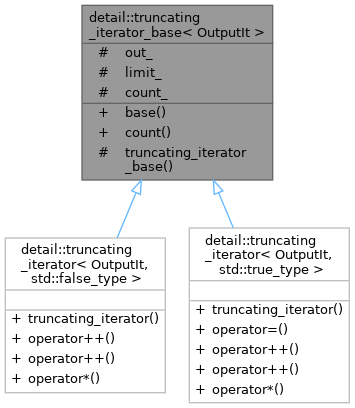 detail::truncating
_iterator_base< OutputIt >
# out_
# limit_
# count_
+ base()
+ count()
# truncating_iterator
_base()
detail::truncating
_iterator< OutputIt,
std::false_type >
+ truncating_iterator()
+ operator++()
+ operator++()
+ operator*()
detail::truncating
_iterator< OutputIt,
std::true_type >
+ truncating_iterator()
+ operator=()
+ operator++()
+ operator++()
+ operator*()